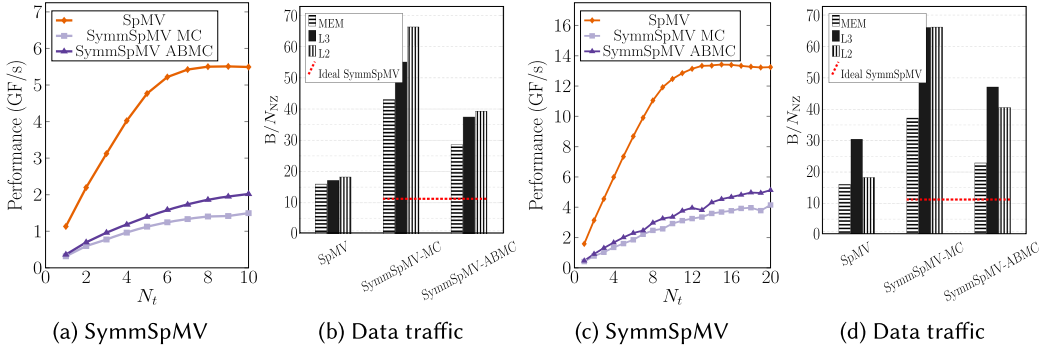 SpMV
SymmSpMV MC
SymmSpMV ABMC
Performance (GF/s)
7
6
5
4
3
2
1
0
0 2 4 6 8 10
N_t
(a) SymmSpMV
MEM
L3
L2
Ideal SymmSpMV
B/N_NZ
70
60
50
40
30
20
10
0
SpMV
SymmSpMV-MC
SymmSpMV-ABMC
(b) Data traffic
SpMV
SymmSpMV MC
SymmSpMV ABMC
Performance (GF/s)
16
14
12
10
8
6
4
2
0
0 4 8 12 16 20
N_t
(c) SymmSpMV
MEM
L3
L2
Ideal SymmSpMV
B/N_NZ
70
60
50
40
30
20
10
0
SpMV
SymmSpMV-MC
SymmSpMV-ABMC
(d) Data traffic